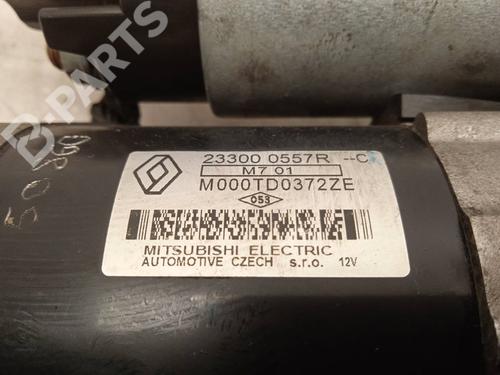 B-PARTS
23300 0557R --C
M7 01
M000TD0372ZE
053
MITSUBISHI ELECTRIC
AUTOMOTIVE CZECH s.r.o. 12V